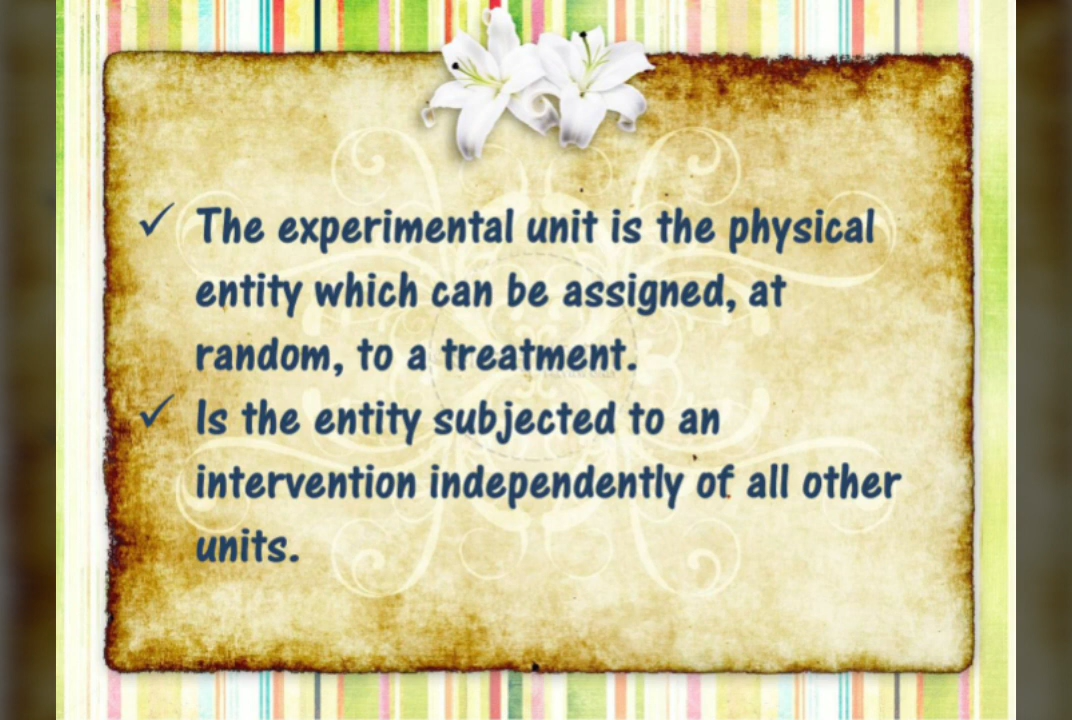 ✓ The experimental unit is the physical
entity which can be assigned, at
random, to a treatment.
✓ Is the entity subjected to an
intervention independently of all other
units.